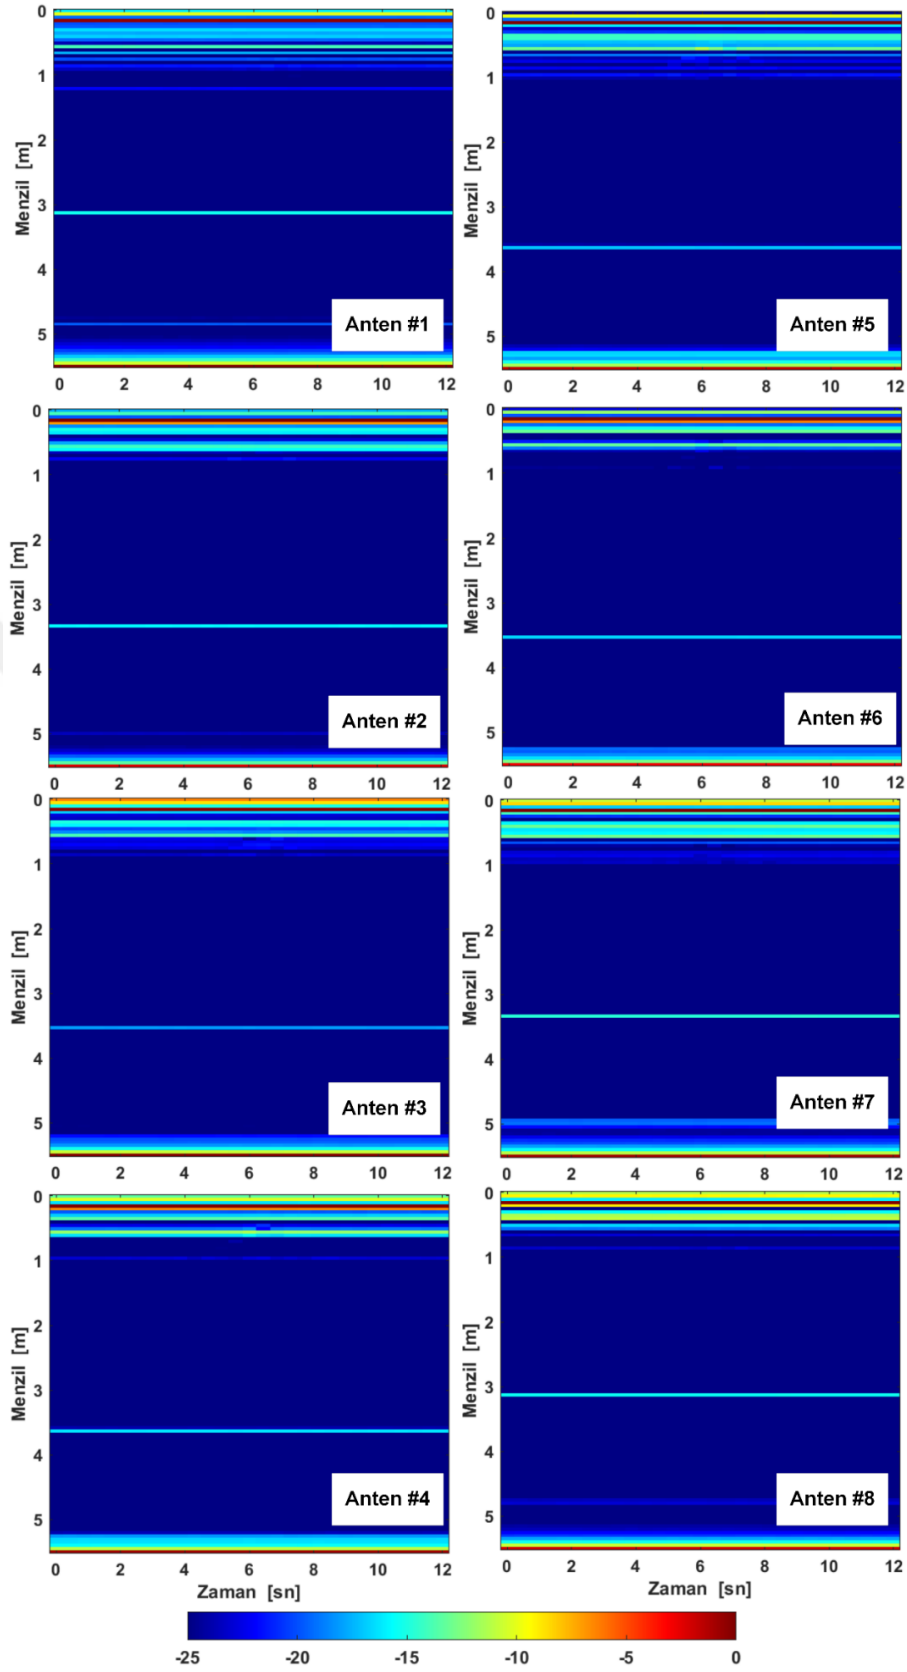 0
1
2
3
4
5
Menzil [m]
Anten #1
0 2 4 6 8 10 12
0
1
2
3
4
5
Menzil [m]
Anten #5
0 2 4 6 8 10 12
0
1
2
3
4
5
Menzil [m]
Anten #2
0 2 4 6 8 10 12
0
1
2
3
4
5
Menzil [m]
Anten #6
0 2 4 6 8 10 12
0
1
2
3
4
5
Menzil [m]
Anten #3
0 2 4 6 8 10 12
0
1
2
3
4
5
Menzil [m]
Anten #7
0 2 4 6 8 10 12
0
1
2
3
4
5
Menzil [m]
Anten #4
0 2 4 6 8 10 12
Zaman [sn]
0
1
2
3
4
5
Menzil [m]
Anten #8
0 2 4 6 8 10 12
Zaman [sn]
-25 -20 -15 -10 -5 0